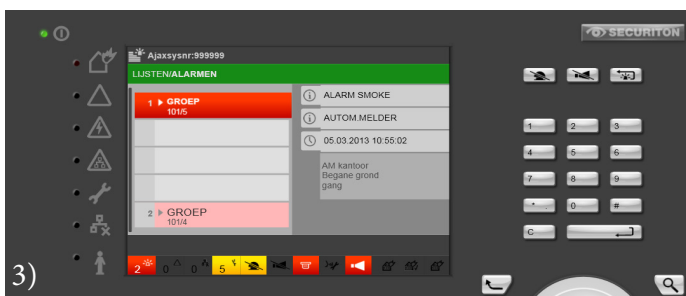 SECURITON
Ajaxsysnr:999999
LIJSTEN/ALARMEN
1 GROEP
101/5
ALARM SMOKE
AUTOM.MELDER
05.03.2013 10:55:02
AM kantoor
Begane grond
gang
2 GROEP
101/4
2 0 0 5
1 2 3
4 5 6
7 8 9
* . 0 #
C
3)